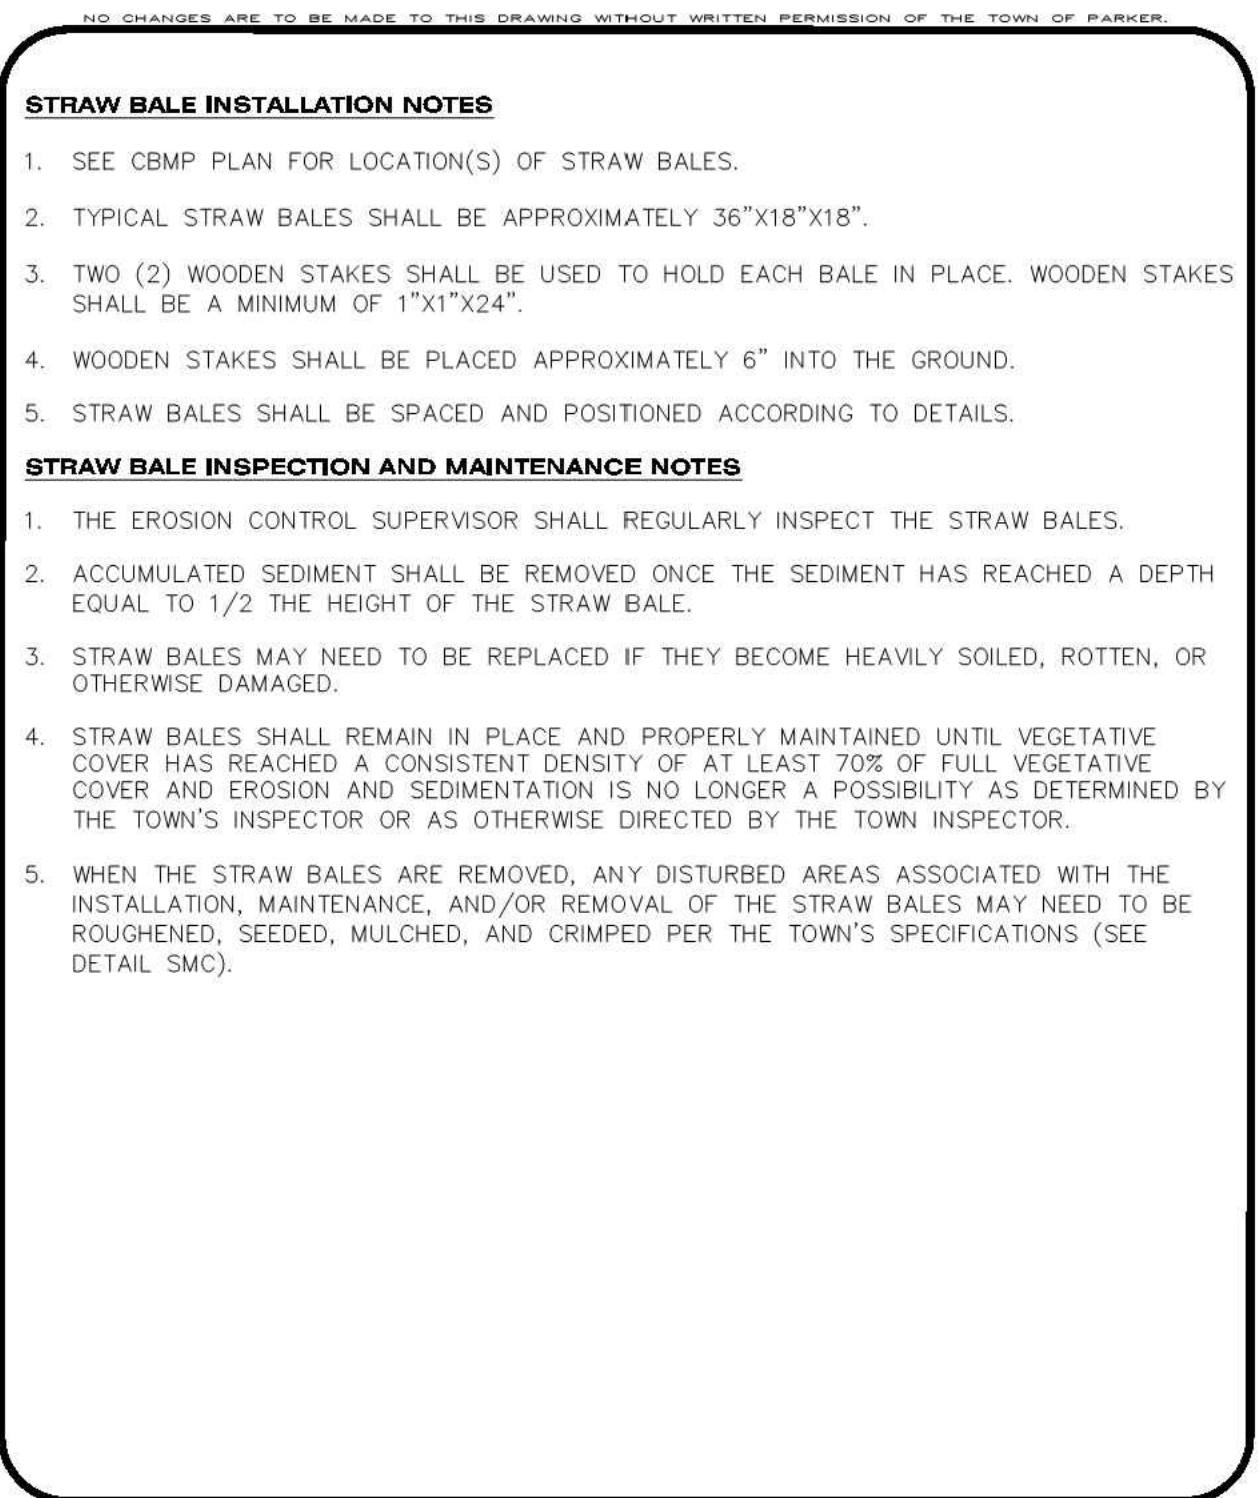 NO CHANGES ARE TO BE MADE TO THIS DRAWING WITHOUT WRITTEN PERMISSION OF THE TOWN OF PARKER.
STRAW BALE INSTALLATION NOTES
1. SEE CBMP PLAN FOR LOCATION(S) OF STRAW BALES.
2. TYPICAL STRAW BALES SHALL BE APPROXIMATELY 36"X18"X18".
3. TWO (2) WOODEN STAKES SHALL BE USED TO HOLD EACH BALE IN PLACE. WOODEN STAKES
SHALL BE A MINIMUM OF 1"X1"X24".
4. WOODEN STAKES SHALL BE PLACED APPROXIMATELY 6" INTO THE GROUND.
5. STRAW BALES SHALL BE SPACED AND POSITIONED ACCORDING TO DETAILS.
STRAW BALE INSPECTION AND MAINTENANCE NOTES
1. THE EROSION CONTROL SUPERVISOR SHALL REGULARLY INSPECT THE STRAW BALES.
2. ACCUMULATED SEDIMENT SHALL BE REMOVED ONCE THE SEDIMENT HAS REACHED A DEPTH
EQUAL TO 1/2 THE HEIGHT OF THE STRAW BALE.
3. STRAW BALES MAY NEED TO BE REPLACED IF THEY BECOME HEAVILY SOILED, ROTTEN, OR
OTHERWISE DAMAGED.
4. STRAW BALES SHALL REMAIN IN PLACE AND PROPERLY MAINTAINED UNTIL VEGETATIVE
COVER HAS REACHED A CONSISTENT DENSITY OF AT LEAST 70% OF FULL VEGETATIVE
COVER AND EROSION AND SEDIMENTATION IS NO LONGER A POSSIBILITY AS DETERMINED BY
THE TOWN'S INSPECTOR OR AS OTHERWISE DIRECTED BY THE TOWN INSPECTOR.
5. WHEN THE STRAW BALES ARE REMOVED, ANY DISTURBED AREAS ASSOCIATED WITH THE
INSTALLATION, MAINTENANCE, AND/OR REMOVAL OF THE STRAW BALES MAY NEED TO BE
ROUGHENED, SEEDED, MULCHED, AND CRIMPED PER THE TOWN'S SPECIFICATIONS (SEE
DETAIL SMC).